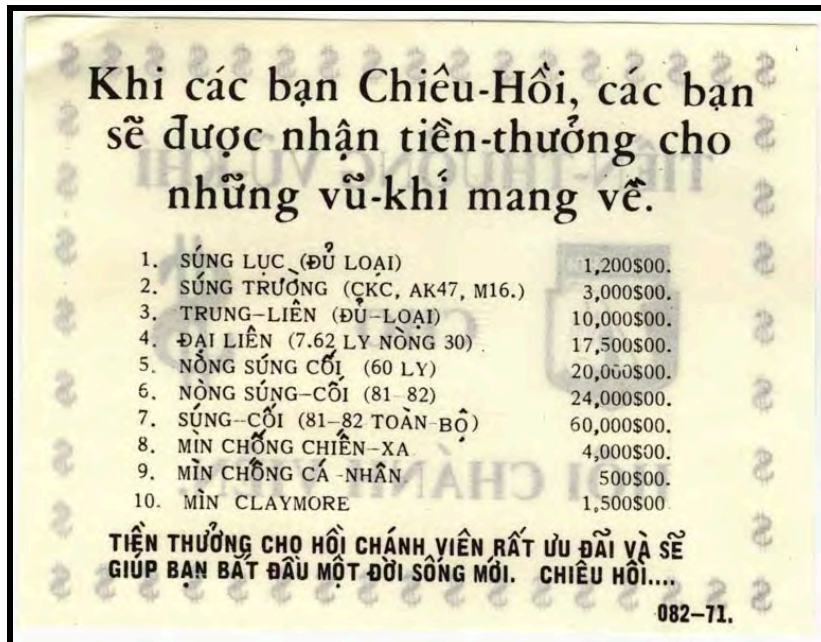 Khi các bạn Chiêu-Hồi, các bạn
sẽ được nhận tiền-thưởng cho
những vũ-khí mang về.
1. SÚNG LỤC (ĐỦ LOẠI) 1,200$00.
2. SÚNG TRƯỜNG (CKC, AK47, M16.) 3,000$00.
3. TRUNG-LIÊN (ĐỦ-LOẠI) 10,000$00.
4. ĐẠI LIÊN (7.62 LY NÒNG 30) 17,500$00.
5. NÒNG SÚNG CỐI (60 LY) 20,000$00.
6. NÒNG SÚNG-CỐI (81-82) 24,000$00.
7. SÚNG-CỐI (81-82 TOÀN-BỘ) 60,000$00.
8. MÌN CHỐNG CHIẾN-XA 4,000$00.
9. MÌN CHỐNG CÁ-NHÂN 500$00.
10. MÌN CLAYMORE 1,500$00
TIỀN THƯỞNG CHO HỒI CHÁNH VIÊN RẤT ƯU ĐÃI VÀ SẼ
GIÚP BẠN BẮT ĐẦU MỘT ĐỜI SỐNG MỚI. CHIÊU HỒI....
082-71.